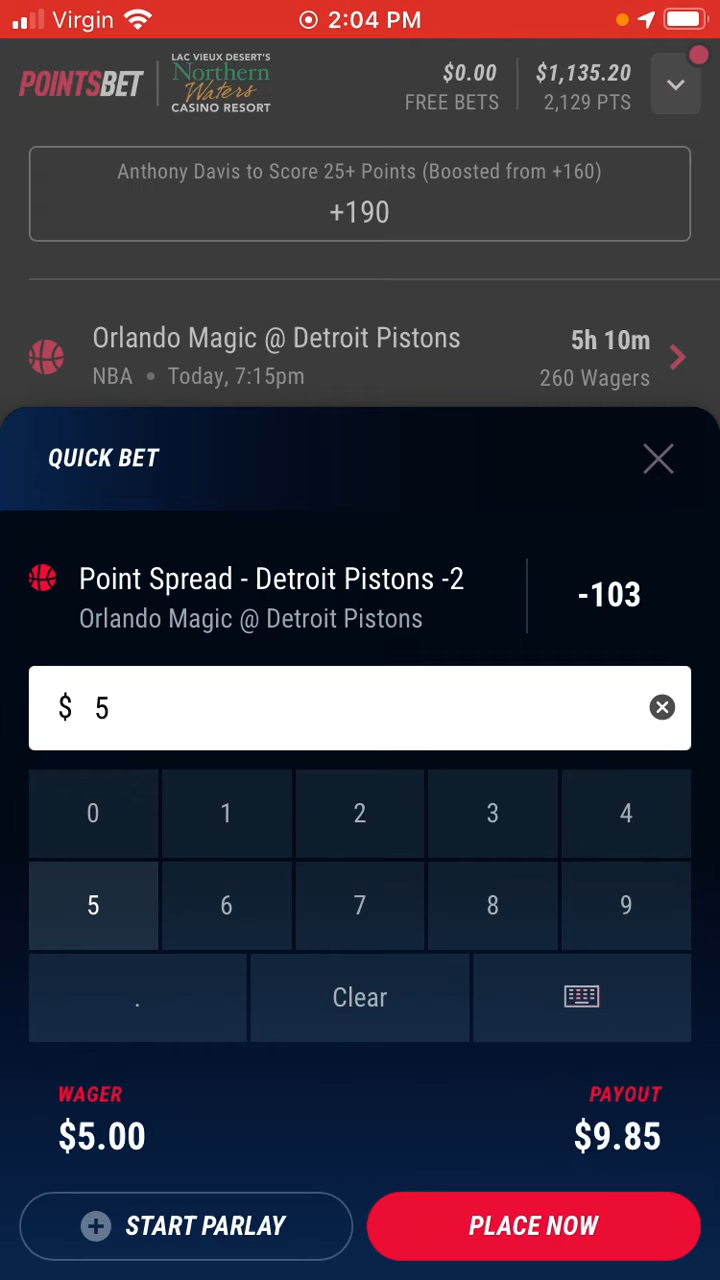 Virgin 2:04 PM
POINTSBET
LAC VIEUX DESERT'S
Northern
Waters
CASINO RESORT
$0.00
FREE BETS
$1,135.20
2,129 PTS
Anthony Davis to Score 25+ Points (Boosted from +160)
+190
Orlando Magic @ Detroit Pistons
5h 10m
NBA • Today, 7:15pm
260 Wagers
QUICK BET
Point Spread - Detroit Pistons -2
Orlando Magic @ Detroit Pistons
-103
$ 5
0 1 2 3 4
5 6 7 8 9
. Clear
WAGER
$5.00
PAYOUT
$9.85
START PARLAY
PLACE NOW